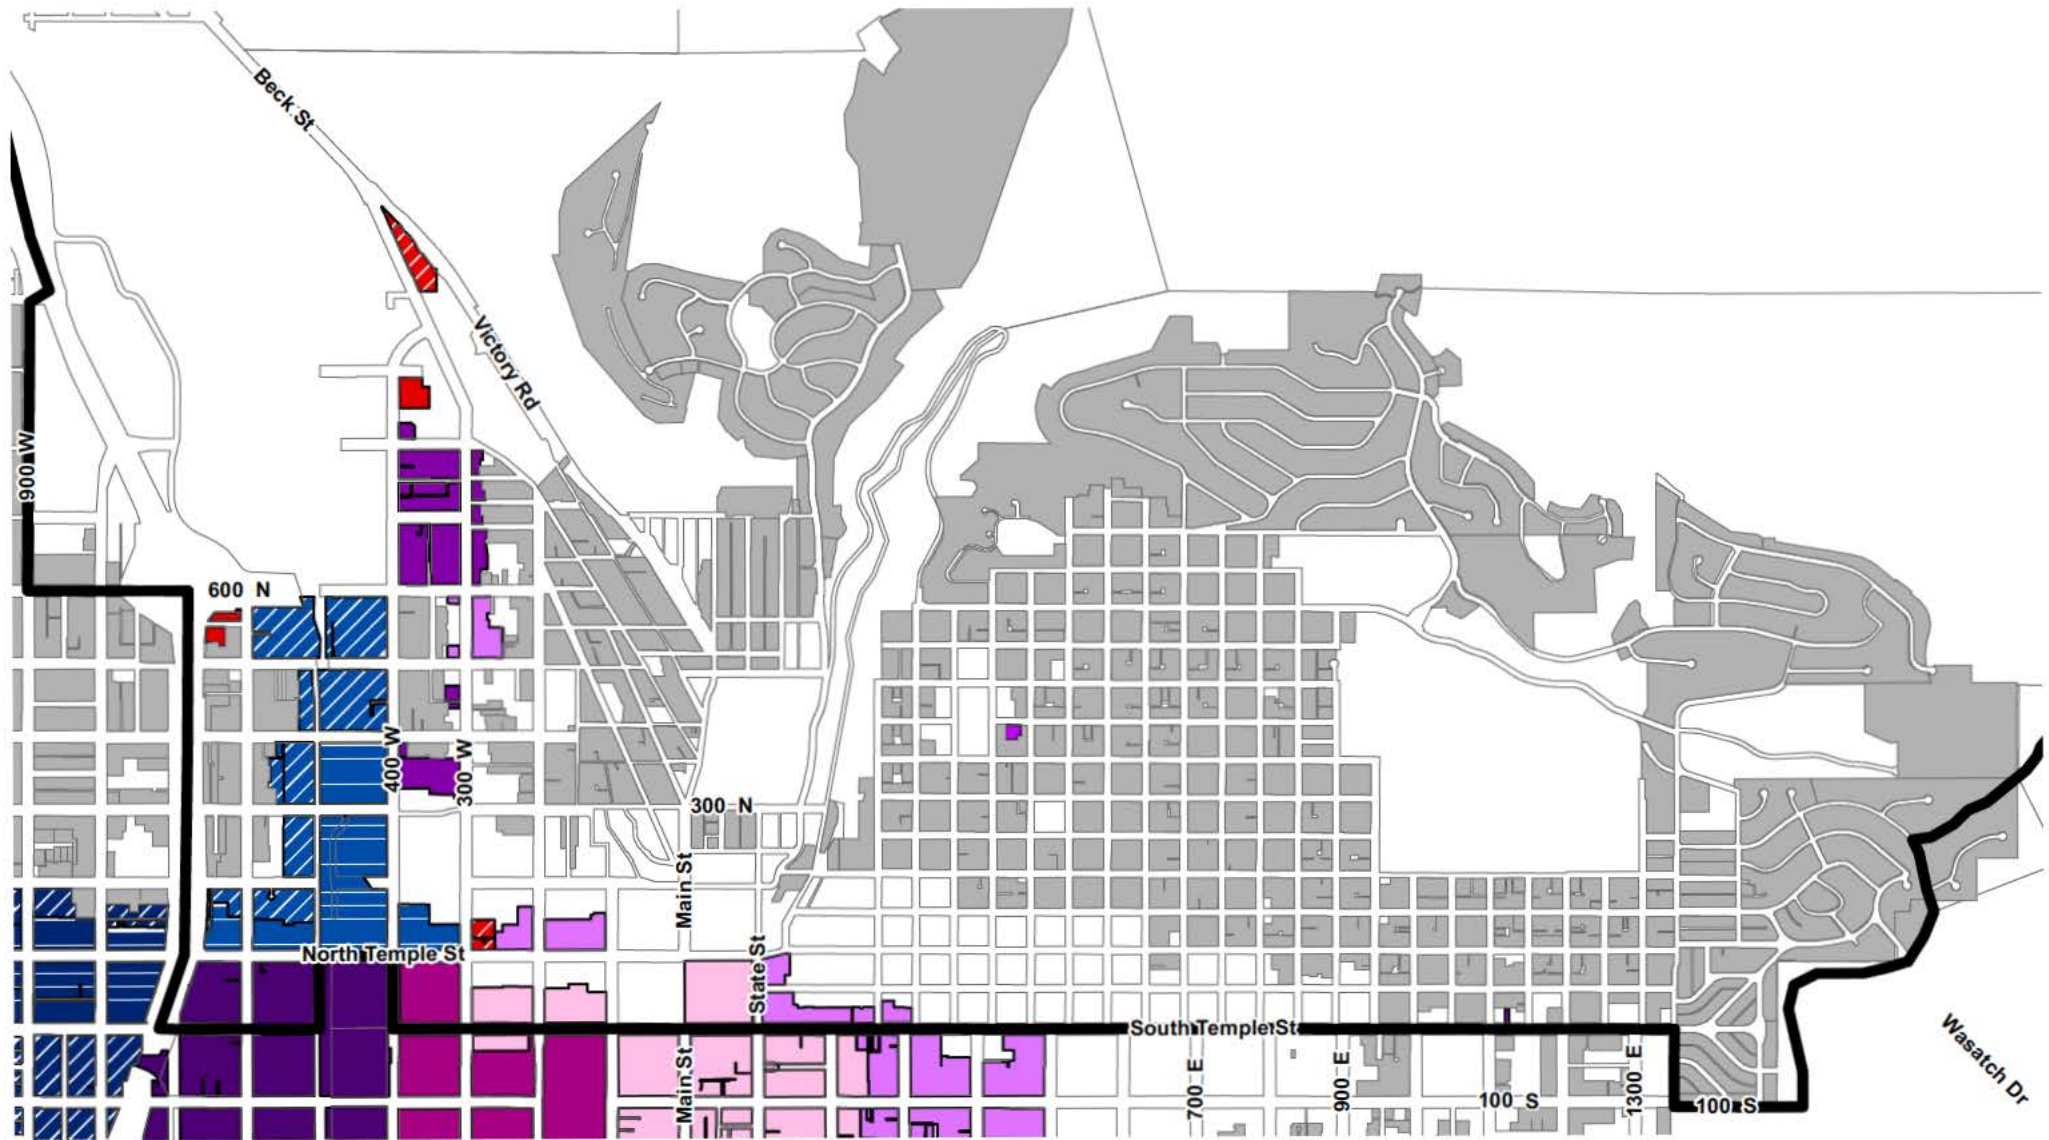 Beck St
Victory Rd
900 W
600 N
400 W
300 W
300 N
Main St
North Temple St
State St
South Temple St
Main St
700 E
900 E
100 S
1300 E
100 S
Wasatch Dr